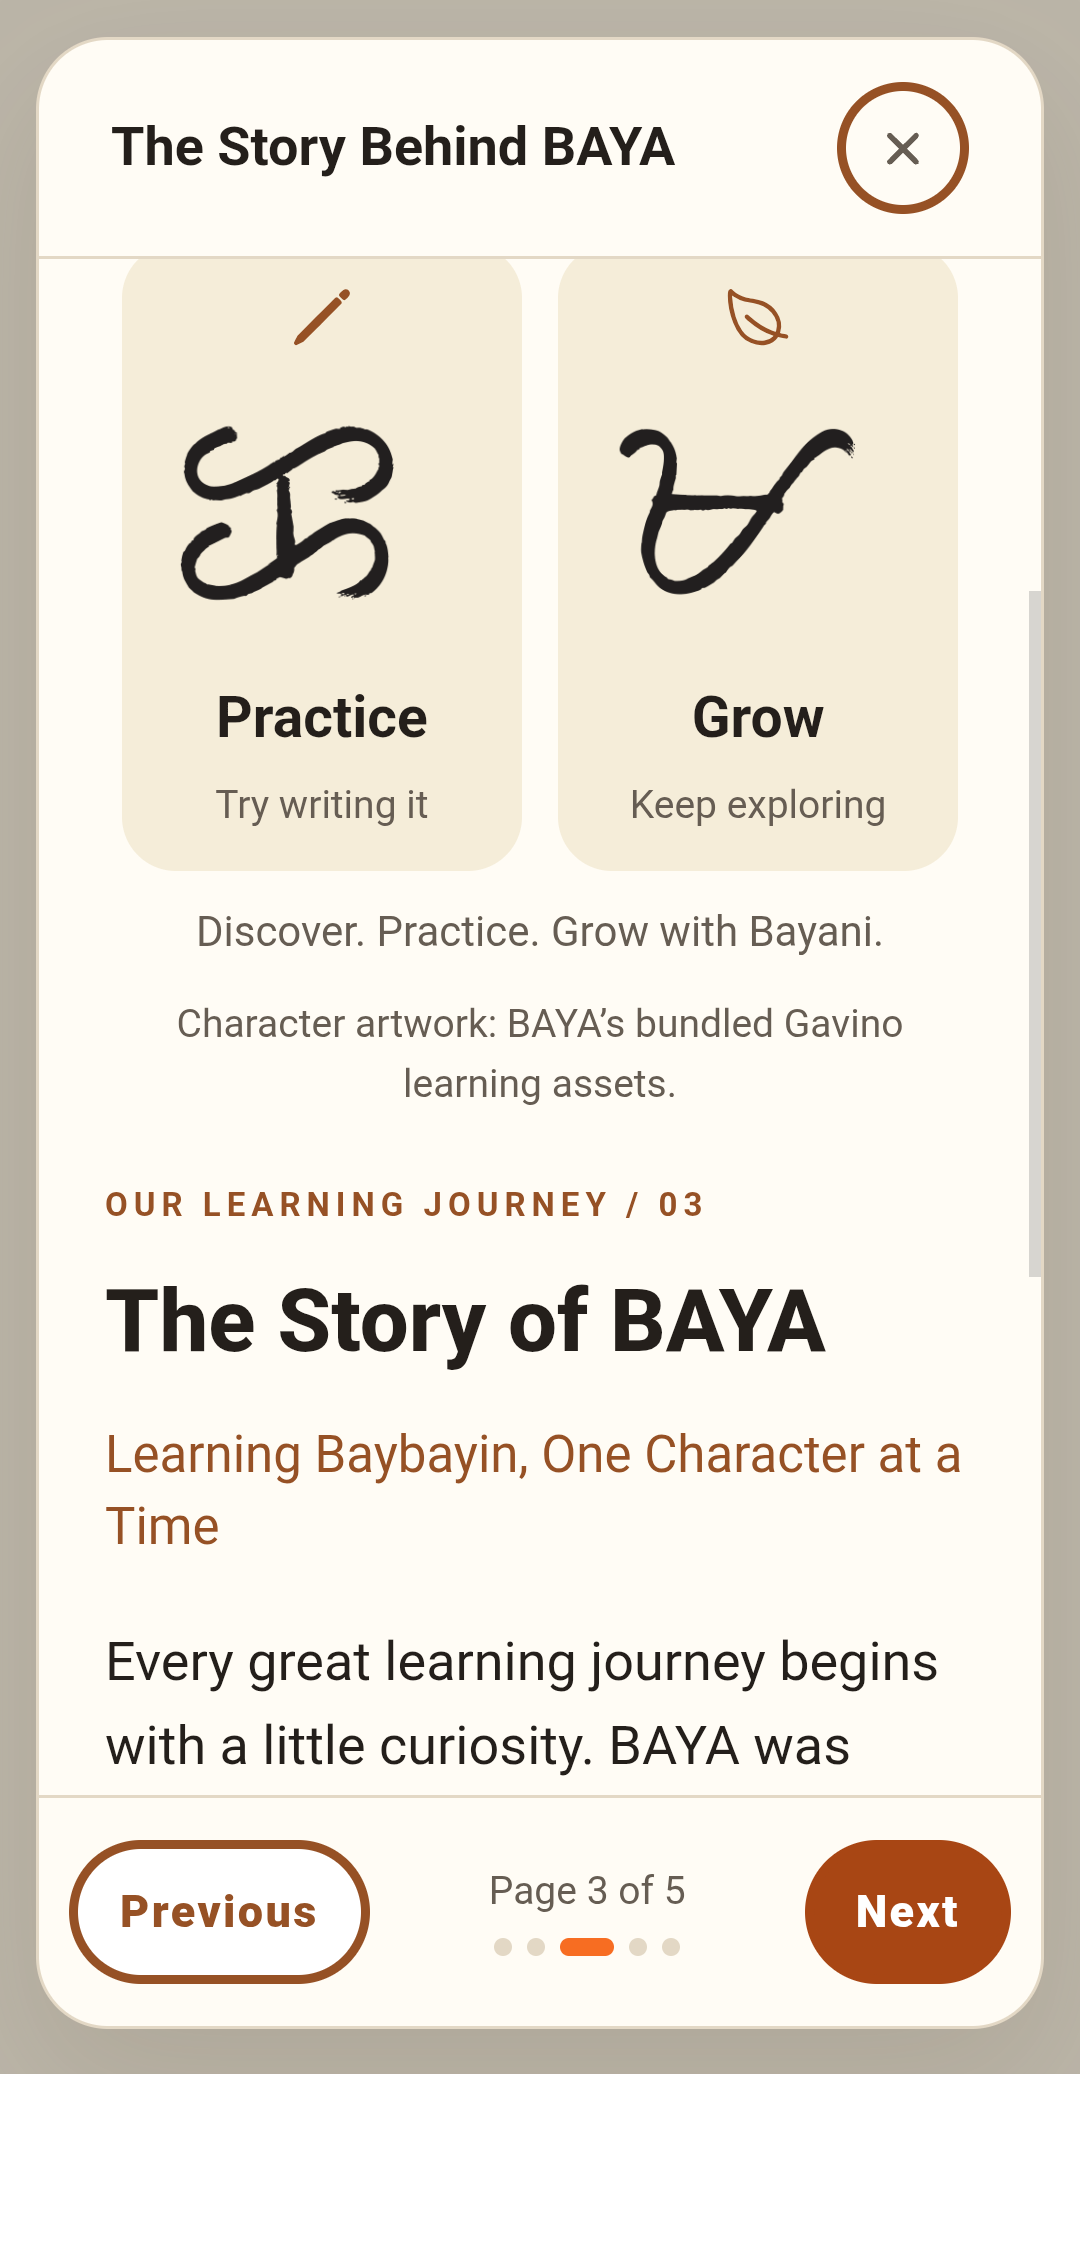 The Story Behind BAYA
ᜃ
ᜋ
Practice
Grow
Try writing it
Keep exploring
Discover. Practice. Grow with Bayani.
Character artwork: BAYA’s bundled Gavino
learning assets.
OUR LEARNING JOURNEY / 03
The Story of BAYA
Learning Baybayin, One Character at a
Time
Every great learning journey begins
with a little curiosity. BAYA was
Previous
Page 3 of 5
Next